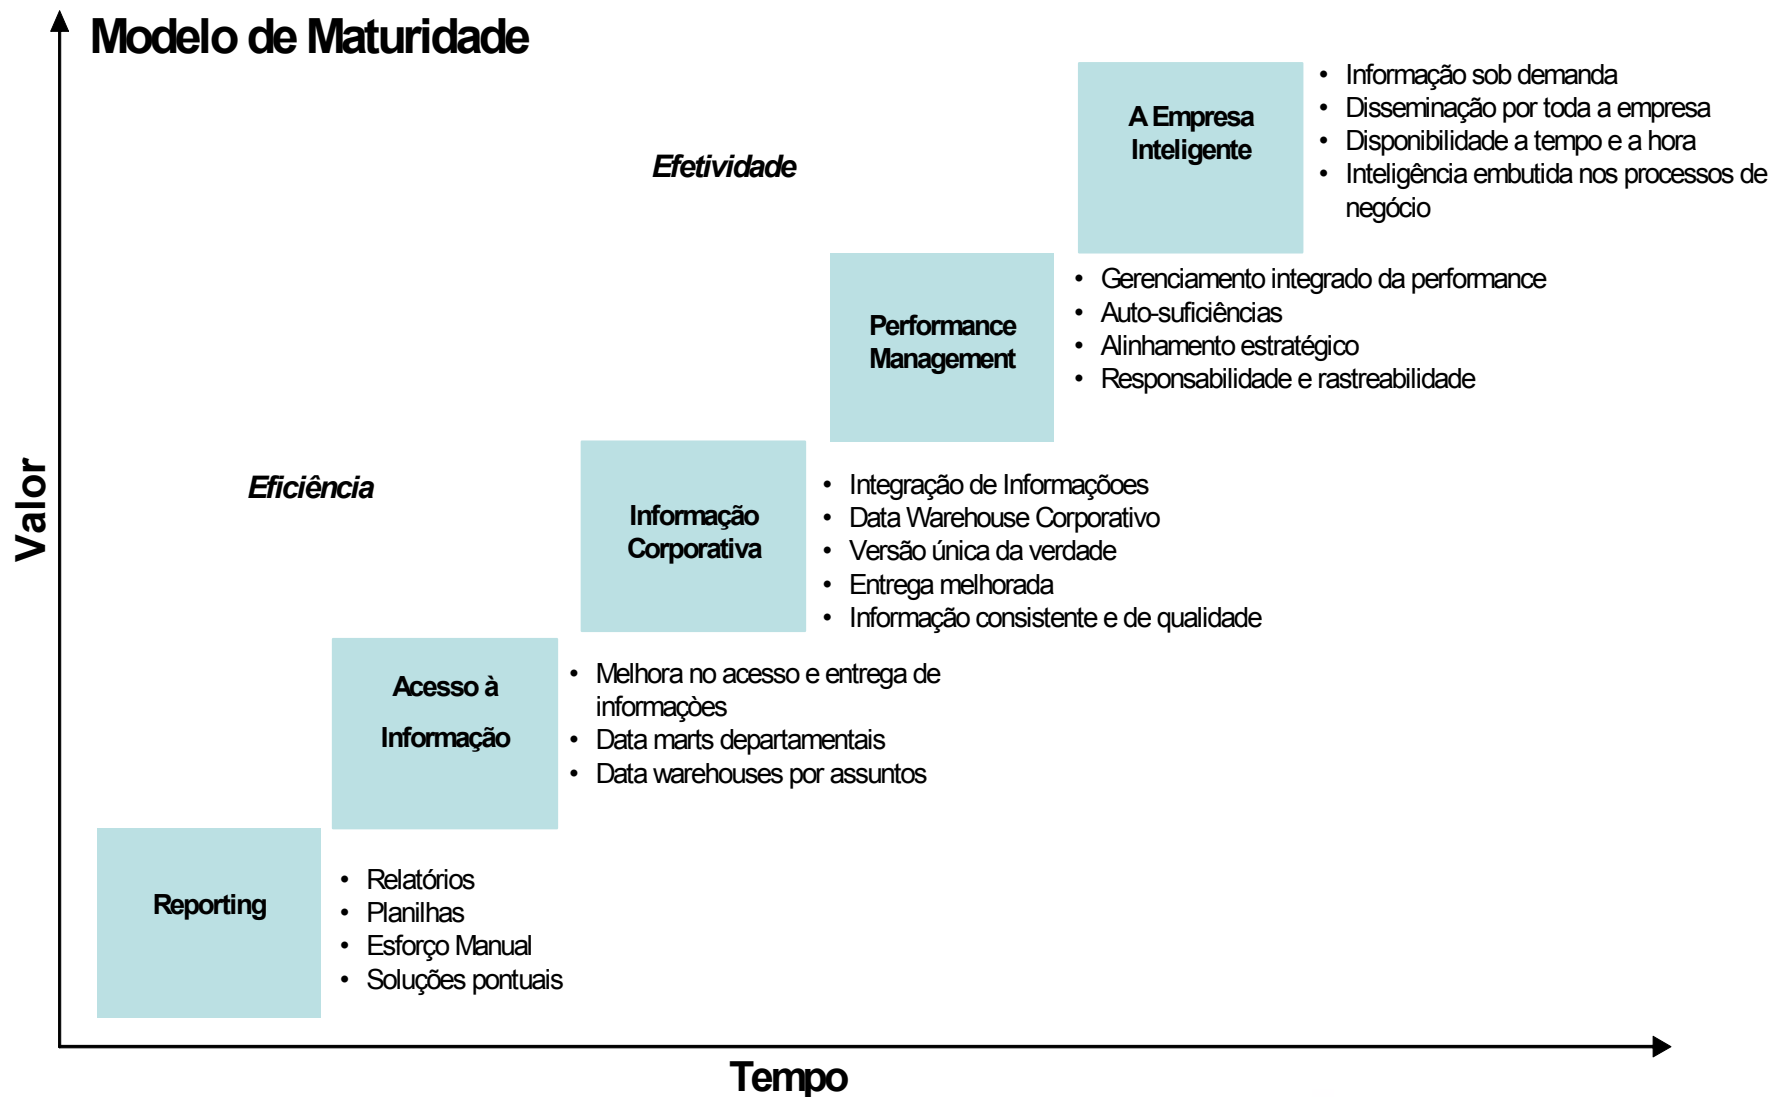 Modelo de Maturidade
A Empresa
Inteligente
• Informação sob demanda
• Disseminação por toda a empresa
• Disponibilidade a tempo e a hora
• Inteligência embutida nos processos de
negócio
Efetividade
Performance
Management
• Gerenciamento integrado da performance
• Auto-suficiências
• Alinhamento estratégico
• Responsabilidade e rastreabilidade
Valor
Eficiência
Informação
Corporativa
• Integração de Informaçõoes
• Data Warehouse Corporativo
• Versão única da verdade
• Entrega melhorada
• Informação consistente e de qualidade
Acesso à
Informação
• Melhora no acesso e entrega de
informaçòes
• Data marts departamentais
• Data warehouses por assuntos
Reporting
• Relatórios
• Planilhas
• Esforço Manual
• Soluções pontuais
Tempo